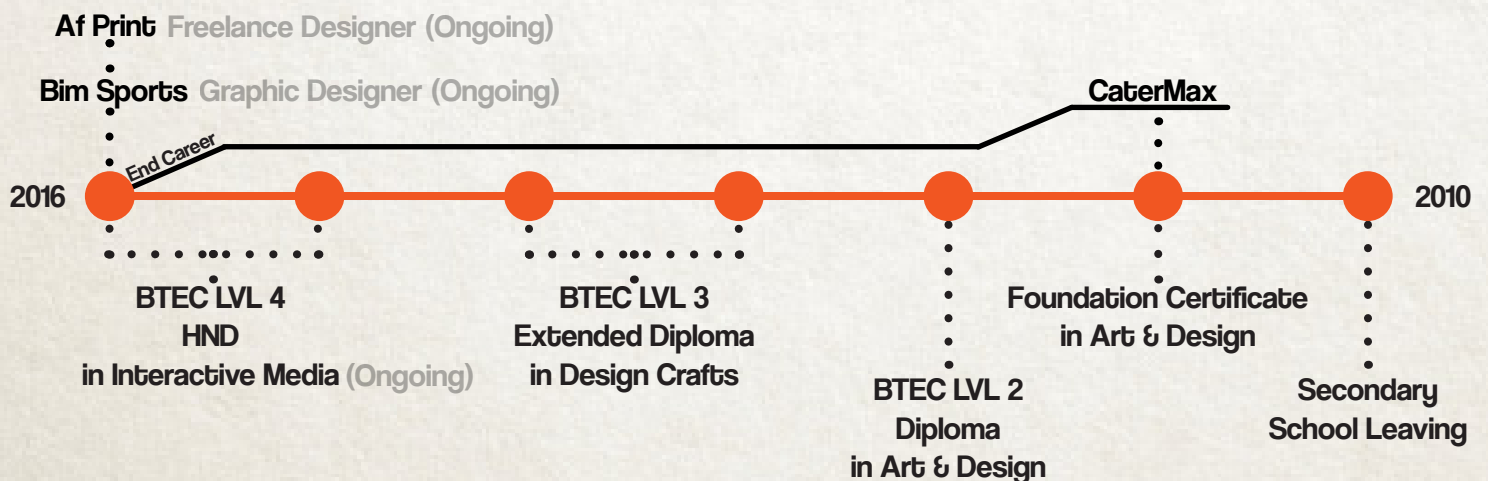 Af Print Freelance Designer (Ongoing)
Bim Sports Graphic Designer (Ongoing)
CaterMax
End Career
2016
2010
BTEC LVL 4
HND
in Interactive Media (Ongoing)
BTEC LVL 3
Extended Diploma
in Design Crafts
BTEC LVL 2
Diploma
in Art & Design
Foundation Certificate
in Art & Design
Secondary
School Leaving